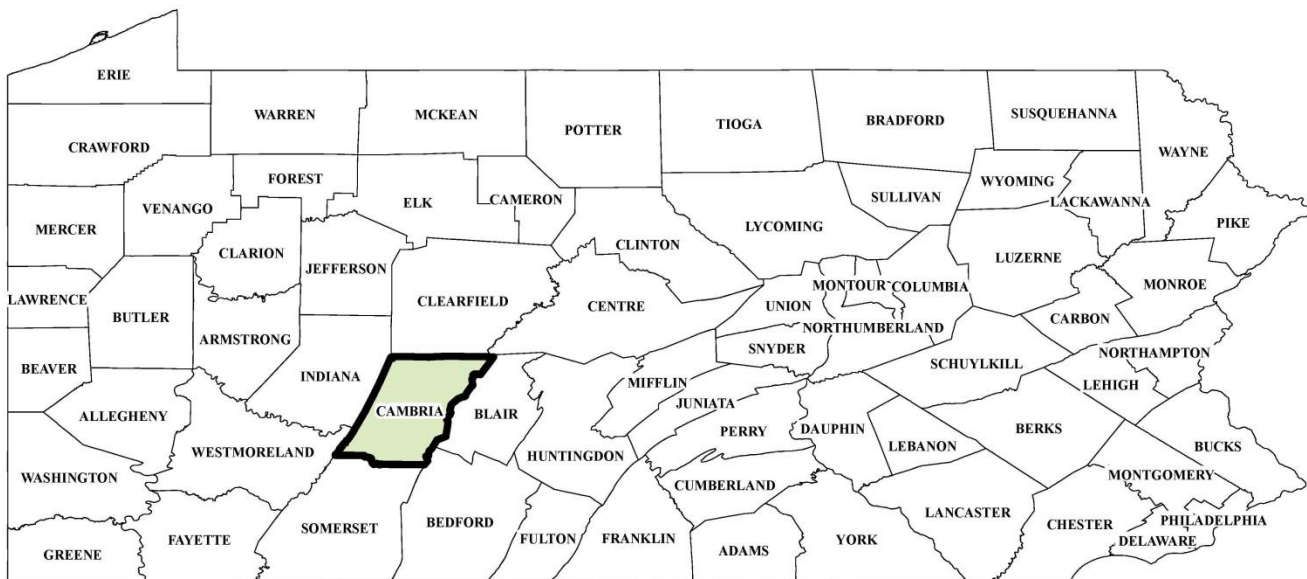 ERIE
WARREN
MCKEAN
POTTER
TIOGA
BRADFORD
SUSQUEHANNA
WAYNE
CRAWFORD
FOREST
ELK
CAMERON
SULLIVAN
WYOMING
LACKAWANNA
PIKE
MERCER
VENANGO
CLARION
JEFFERSON
CLINTON
LYCOMING
LUZERNE
MONROE
LAWRENCE
BUTLER
ARMSTRONG
CLEARFIELD
CENTRE
UNION
MONTOUR
COLUMBIA
CARBON
BEAVER
INDIANA
SNYDER
NORTHUMBERLAND
SCHUYLKILL
NORTHAMPTON
LEHIGH
ALLEGHENY
CAMBRIA
BLAIR
MIFFLIN
JUNIATA
PERRY
DAUPHIN
LEBANON
BERKS
BUCKS
WASHINGTON
WESTMORELAND
HUNTINGDON
CUMBERLAND
MONTGOMERY
GREENE
FAYETTE
SOMERSET
BEDFORD
FULTON
FRANKLIN
ADAMS
YORK
LANCASTER
CHESTER
DELAWARE
PHILADELPHIA